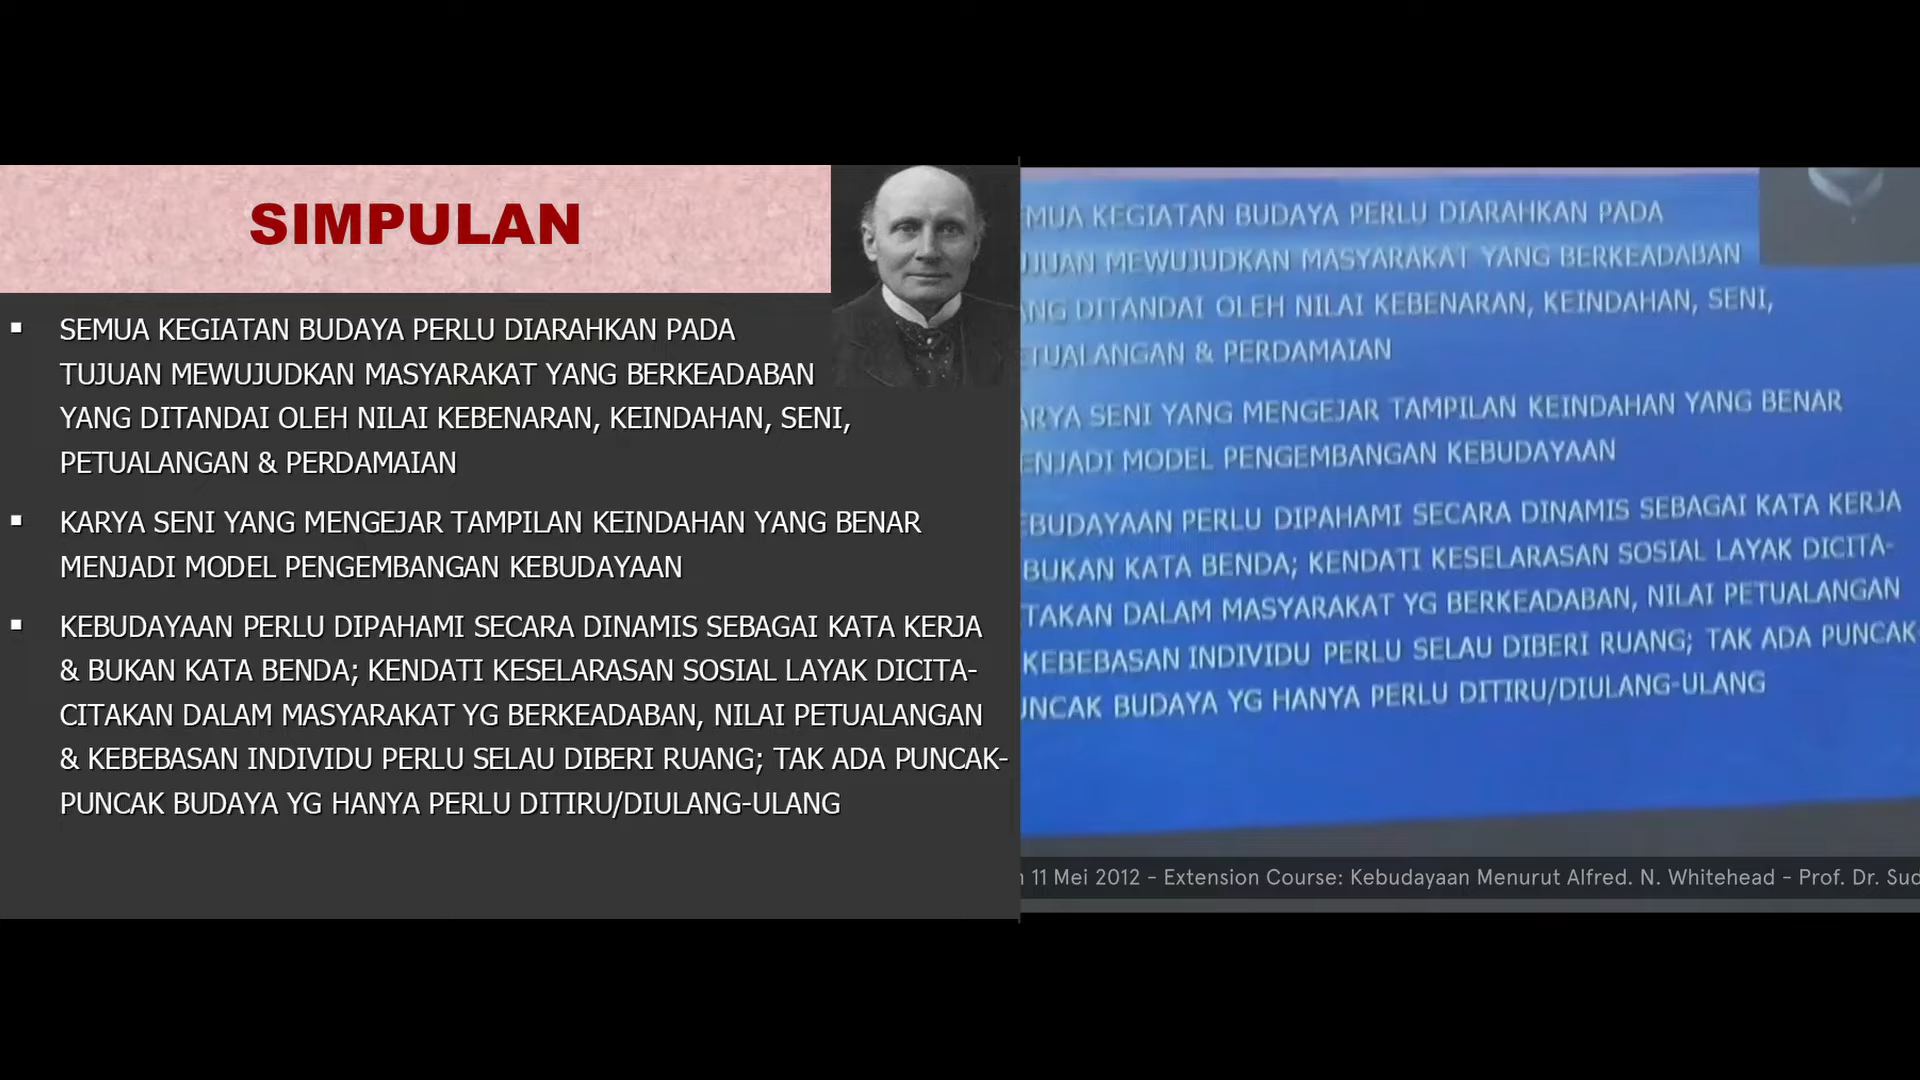 SIMPULAN
▪ SEMUA KEGIATAN BUDAYA PERLU DIARAHKAN PADA
TUJUAN MEWUJUDKAN MASYARAKAT YANG BERKEADABAN
YANG DITANDAI OLEH NILAI KEBENARAN, KEINDAHAN, SENI,
PETUALANGAN & PERDAMAIAN
▪ KARYA SENI YANG MENGEJAR TAMPILAN KEINDAHAN YANG BENAR
MENJADI MODEL PENGEMBANGAN KEBUDAYAAN
▪ KEBUDAYAAN PERLU DIPAHAMI SECARA DINAMIS SEBAGAI KATA KERJA
& BUKAN KATA BENDA; KENDATI KESELARASAN SOSIAL LAYAK DICITA-
CITAKAN DALAM MASYARAKAT YG BERKEADABAN, NILAI PETUALANGAN
& KEBEBASAN INDIVIDU PERLU SELAU DIBERI RUANG; TAK ADA PUNCAK-
PUNCAK BUDAYA YG HANYA PERLU DITIRU/DIULANG-ULANG
EMUA KEGIATAN BUDAYA PERLU DIARAHKAN PADA
UJUAN MEWUJUDKAN MASYARAKAT YANG BERKEADABAN
ANG DITANDAI OLEH NILAI KEBENARAN, KEINDAHAN, SENI,
ETUALANGAN & PERDAMAIAN
ARYA SENI YANG MENGEJAR TAMPILAN KEINDAHAN YANG BENAR
ENJADI MODEL PENGEMBANGAN KEBUDAYAAN
EBUDAYAAN PERLU DIPAHAMI SECARA DINAMIS SEBAGAI KATA KERJA
BUKAN KATA BENDA; KENDATI KESELARASAN SOSIAL LAYAK DICITA-
TAKAN DALAM MASYARAKAT YG BERKEADABAN, NILAI PETUALANGAN
KEBEBASAN INDIVIDU PERLU SELAU DIBERI RUANG; TAK ADA PUNCAK-
UNCAK BUDAYA YG HANYA PERLU DITIRU/DIULANG-ULANG
11 Mei 2012 - Extension Course: Kebudayaan Menurut Alfred. N. Whitehead - Prof. Dr. Sud